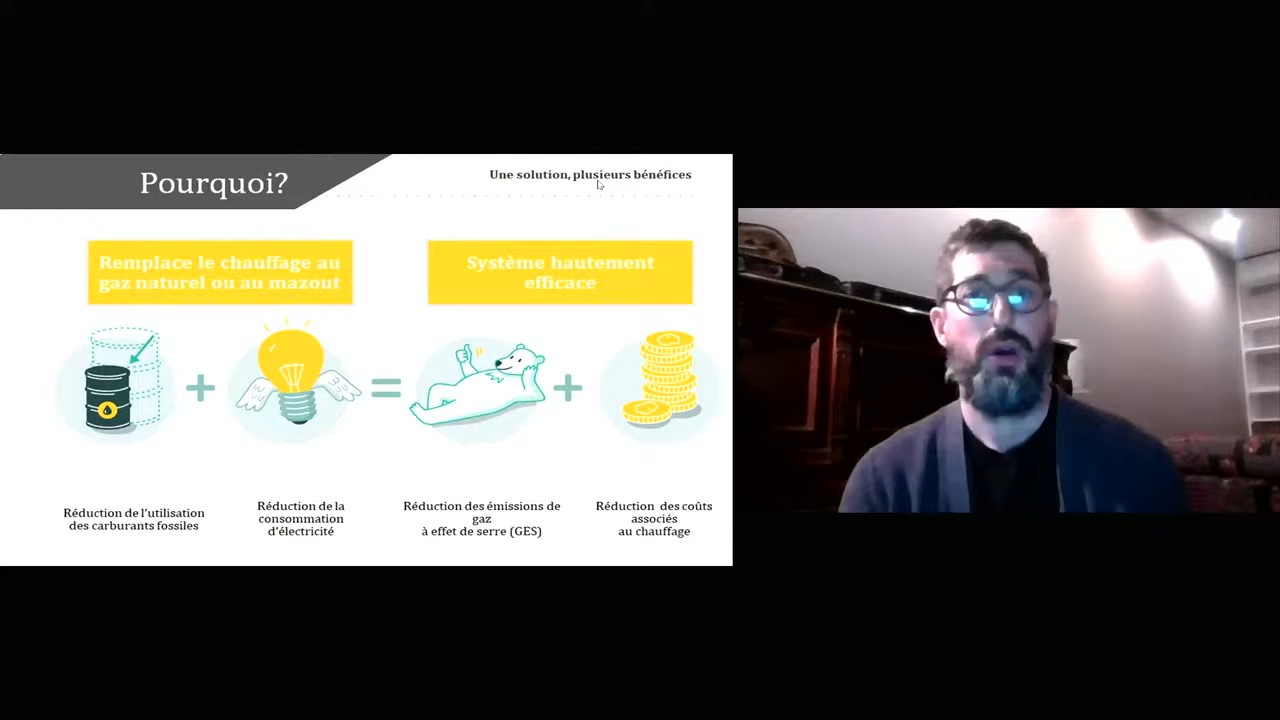 Pourquoi?
Une solution, plusieurs bénéfices
Remplace le chauffage au
gaz naturel ou au mazout
Système hautement
efficace
Réduction de l'utilisation
des carburants fossiles
Réduction de la
consommation
d'électricité
Réduction des émissions de
gaz
à effet de serre (GES)
Réduction des coûts
associés
au chauffage